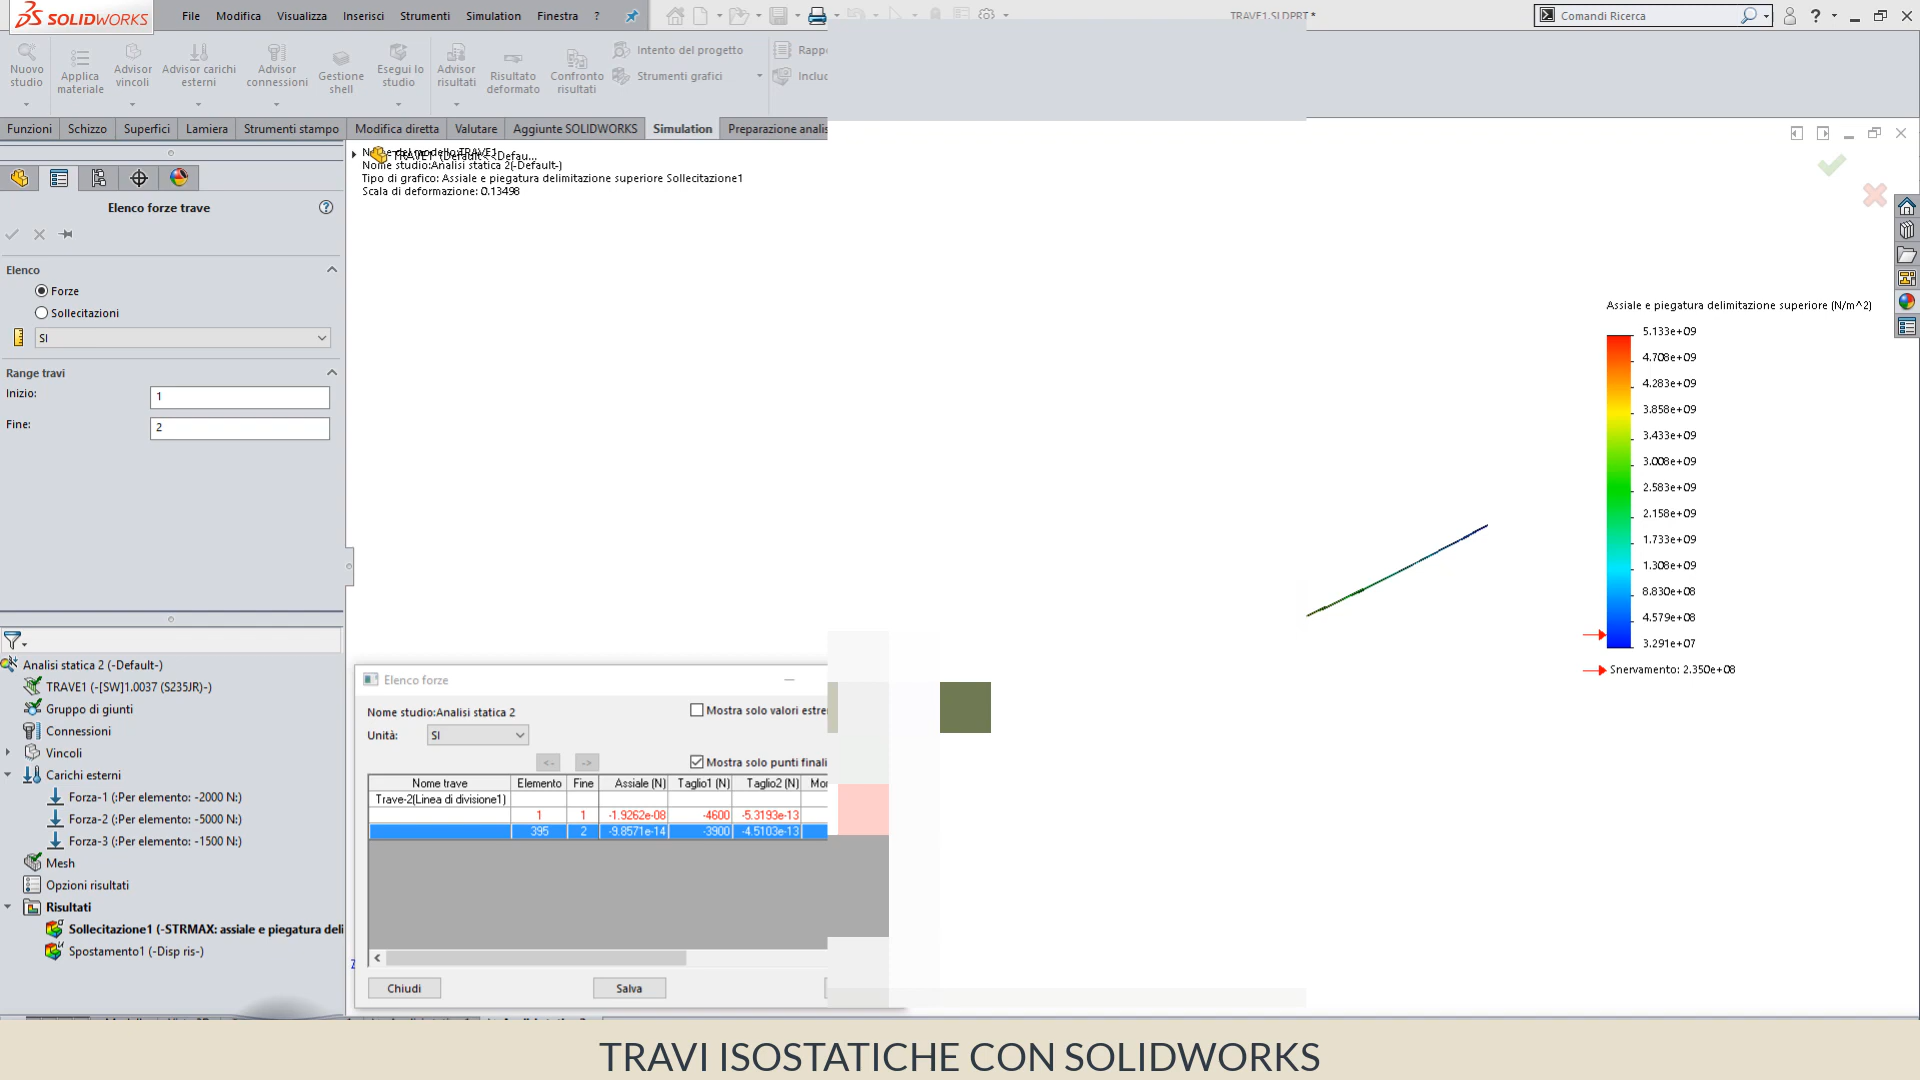 SOLIDWORKS
File Modifica Visualizza Inserisci Strumenti Simulation Finestra ?
TRAVE1.SLDPRT *
Comandi Ricerca
Nuovo studio
Applica materiale
Advisor vincoli
Advisor carichi esterni
Advisor connessioni
Gestione shell
Esegui lo studio
Advisor risultati
Risultato deformato
Confronto risultati
Intento del progetto
Strumenti grafici
Funzioni Schizzo Superfici Lamiera Strumenti stampo Modifica diretta Valutare Aggiunte SOLIDWORKS Simulation Preparazione analis
Nome studio:Analisi statica 2(-Default-)
Tipo di grafico: Assiale e piegatura delimitazione superiore Sollecitazione1
Scala di deformazione: 0.13498
Elenco forze trave
Elenco
Forze
Sollecitazioni
SI
Range travi
Inizio: 1
Fine: 2
Analisi statica 2 (-Default-)
TRAVE1 (-[SW]1.0037 (S235JR)-)
Gruppo di giunti
Connessioni
Vincoli
Carichi esterni
Forza-1 (:Per elemento: -2000 N:)
Forza-2 (:Per elemento: -5000 N:)
Forza-3 (:Per elemento: -1500 N:)
Mesh
Opzioni risultati
Risultati
Sollecitazione1 (-STRMAX: assiale e piegatura deli
Spostamento1 (-Disp ris-)
Elenco forze
Nome studio:Analisi statica 2
Mostra solo valori estre
Unità: SI
<- ->
Mostra solo punti finali
Nome trave Elemento Fine Assiale (N) Taglio1 (N) Taglio2 (N) Mor
Trave-2(Linea di divisione1)
1 1 -1.9262e-08 -4600 -5.3193e-13
395 2 -9.8571e-14 -3900 -4.5103e-13
Chiudi Salva
Assiale e piegatura delimitazione superiore (N/m^2)
5.133e+09
4.708e+09
4.283e+09
3.858e+09
3.433e+09
3.008e+09
2.583e+09
2.158e+09
1.733e+09
1.308e+09
8.830e+08
4.579e+08
3.291e+07
Snervamento: 2.350e+08
TRAVI ISOSTATICHE CON SOLIDWORKS